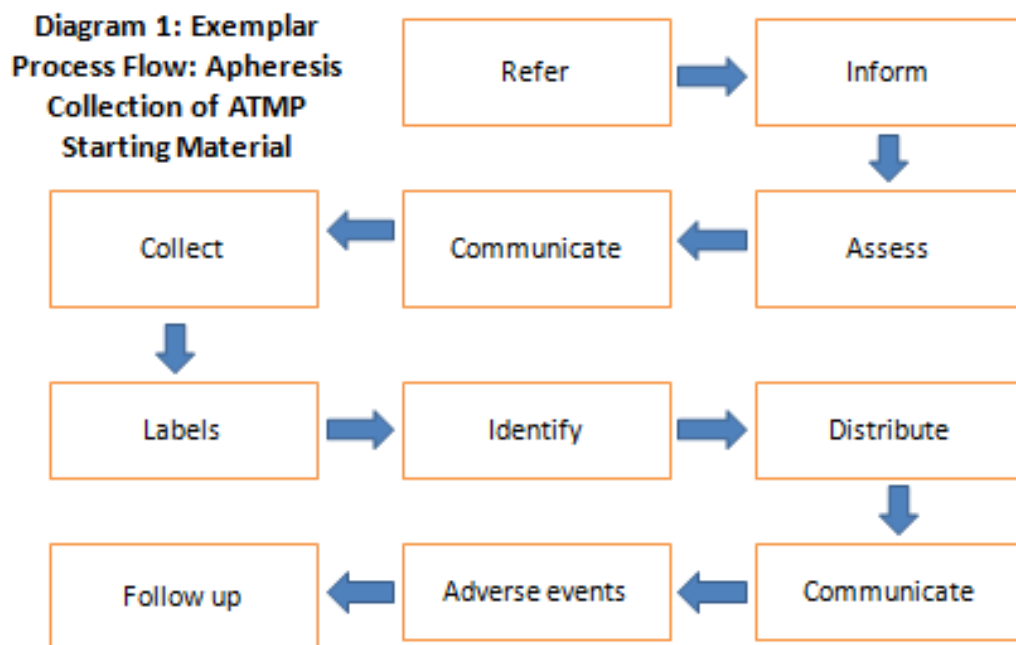 Diagram 1: Exemplar
Process Flow: Apheresis
Collection of ATMP
Starting Material
Refer
Inform
Assess
Communicate
Collect
Labels
Identify
Distribute
Communicate
Adverse events
Follow up